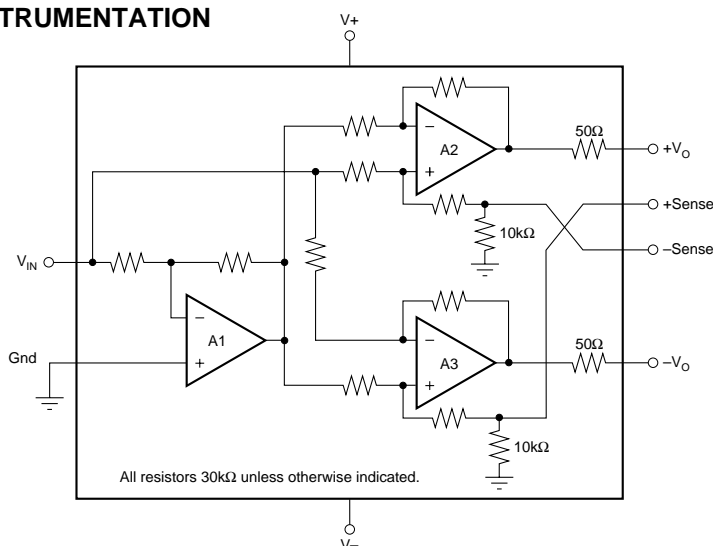 TRUMENTATION
V+
50Ω
+VO
A2
−
+
+Sense
10kΩ
−Sense
VIN
−
A1
+
Gnd
−
A3
+
50Ω
−VO
10kΩ
All resistors 30kΩ unless otherwise indicated.
V−